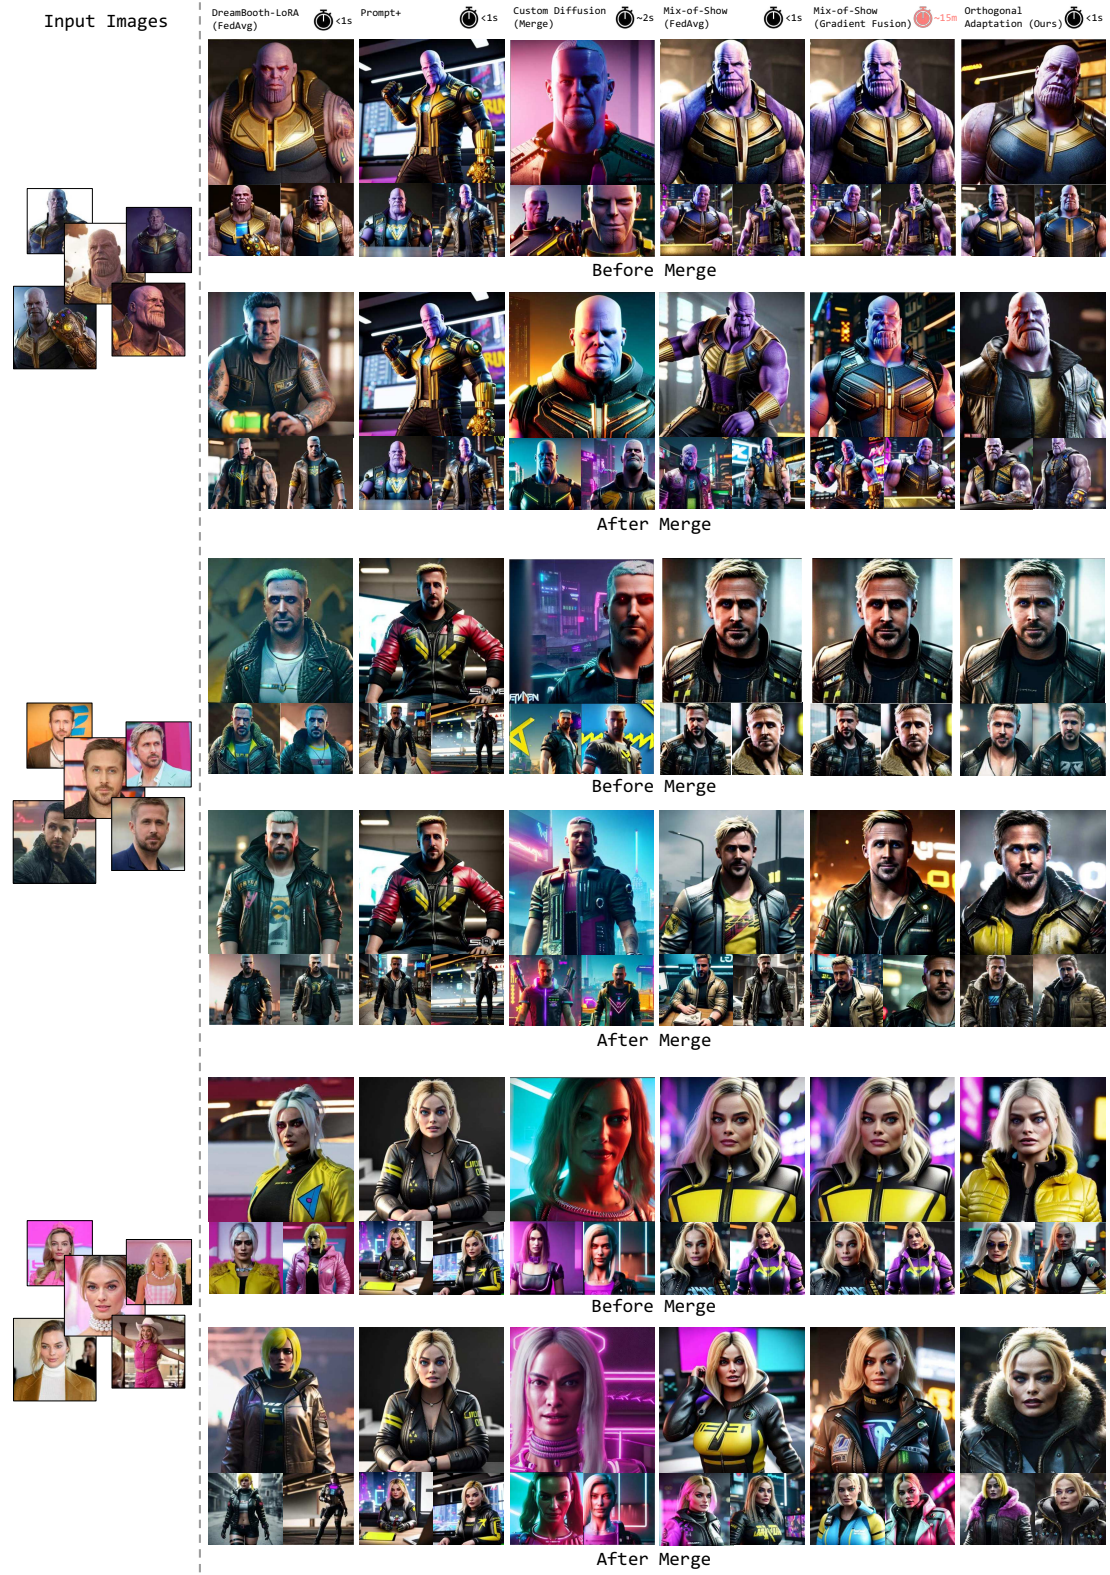 Input Images
DreamBooth-LoRA
(FedAvg)
<1s
Prompt+
<1s
Custom Diffusion
(Merge)
~2s
Mix-of-Show
(FedAvg)
<1s
Mix-of-Show
(Gradient Fusion)
~15m
Orthogonal
Adaptation (Ours)
<1s
Before Merge
After Merge
Before Merge
After Merge
Before Merge
After Merge